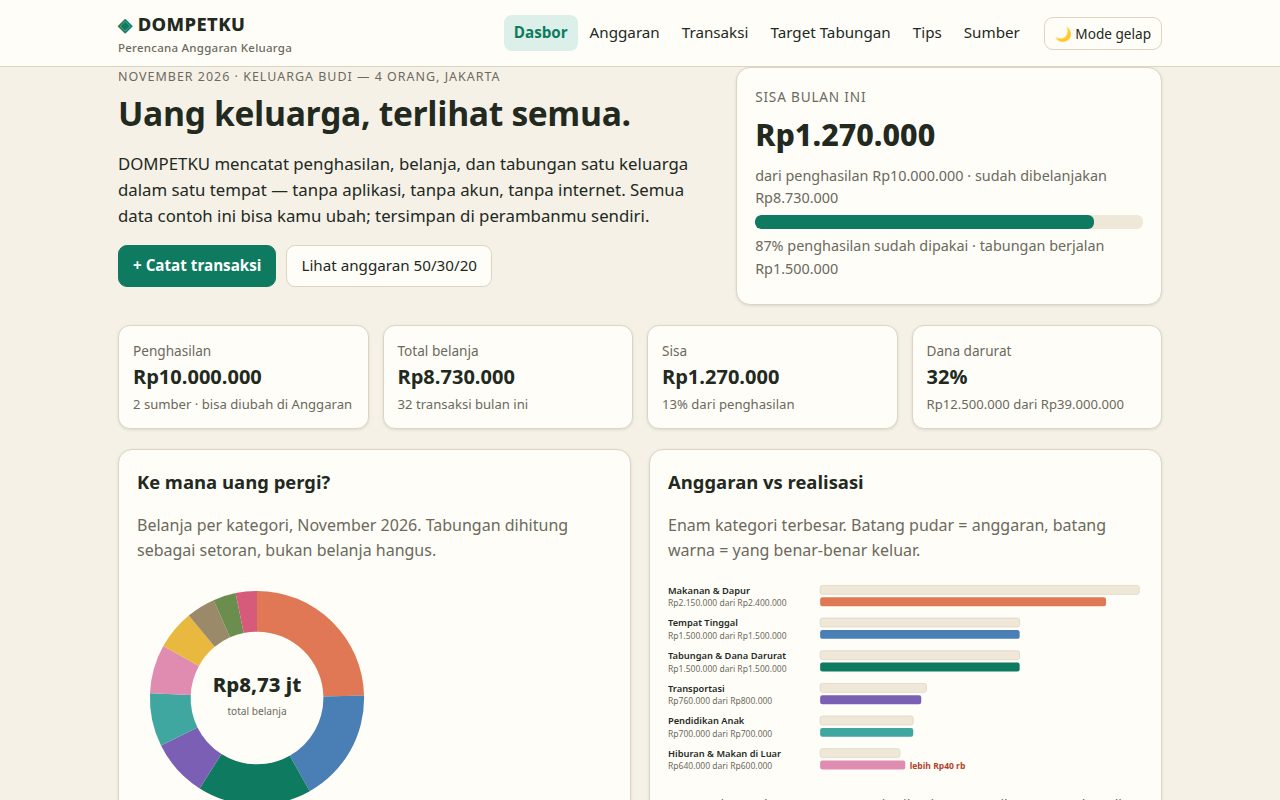 ◈ DOMPETKU
Perencana Anggaran Keluarga
Dasbor
Anggaran
Transaksi
Target Tabungan
Tips
Sumber
🌙 Mode gelap
NOVEMBER 2026 · KELUARGA BUDI — 4 ORANG, JAKARTA
Uang keluarga, terlihat semua.
DOMPETKU mencatat penghasilan, belanja, dan tabungan satu keluarga
dalam satu tempat — tanpa aplikasi, tanpa akun, tanpa internet. Semua
data contoh ini bisa kamu ubah; tersimpan di perambanmu sendiri.
+ Catat transaksi
Lihat anggaran 50/30/20
SISA BULAN INI
Rp1.270.000
dari penghasilan Rp10.000.000 · sudah dibelanjakan
Rp8.730.000
87% penghasilan sudah dipakai · tabungan berjalan
Rp1.500.000
Penghasilan
Rp10.000.000
2 sumber · bisa diubah di Anggaran
Total belanja
Rp8.730.000
32 transaksi bulan ini
Sisa
Rp1.270.000
13% dari penghasilan
Dana darurat
32%
Rp12.500.000 dari Rp39.000.000
Ke mana uang pergi?
Belanja per kategori, November 2026. Tabungan dihitung
sebagai setoran, bukan belanja hangus.
Rp8,73 jt
total belanja
Anggaran vs realisasi
Enam kategori terbesar. Batang pudar = anggaran, batang
warna = yang benar-benar keluar.
Makanan & Dapur
Rp2.150.000 dari Rp2.400.000
Tempat Tinggal
Rp1.500.000 dari Rp1.500.000
Tabungan & Dana Darurat
Rp1.500.000 dari Rp1.500.000
Transportasi
Rp760.000 dari Rp800.000
Pendidikan Anak
Rp700.000 dari Rp700.000
Hiburan & Makan di Luar
Rp640.000 dari Rp600.000
lebih Rp40 rb